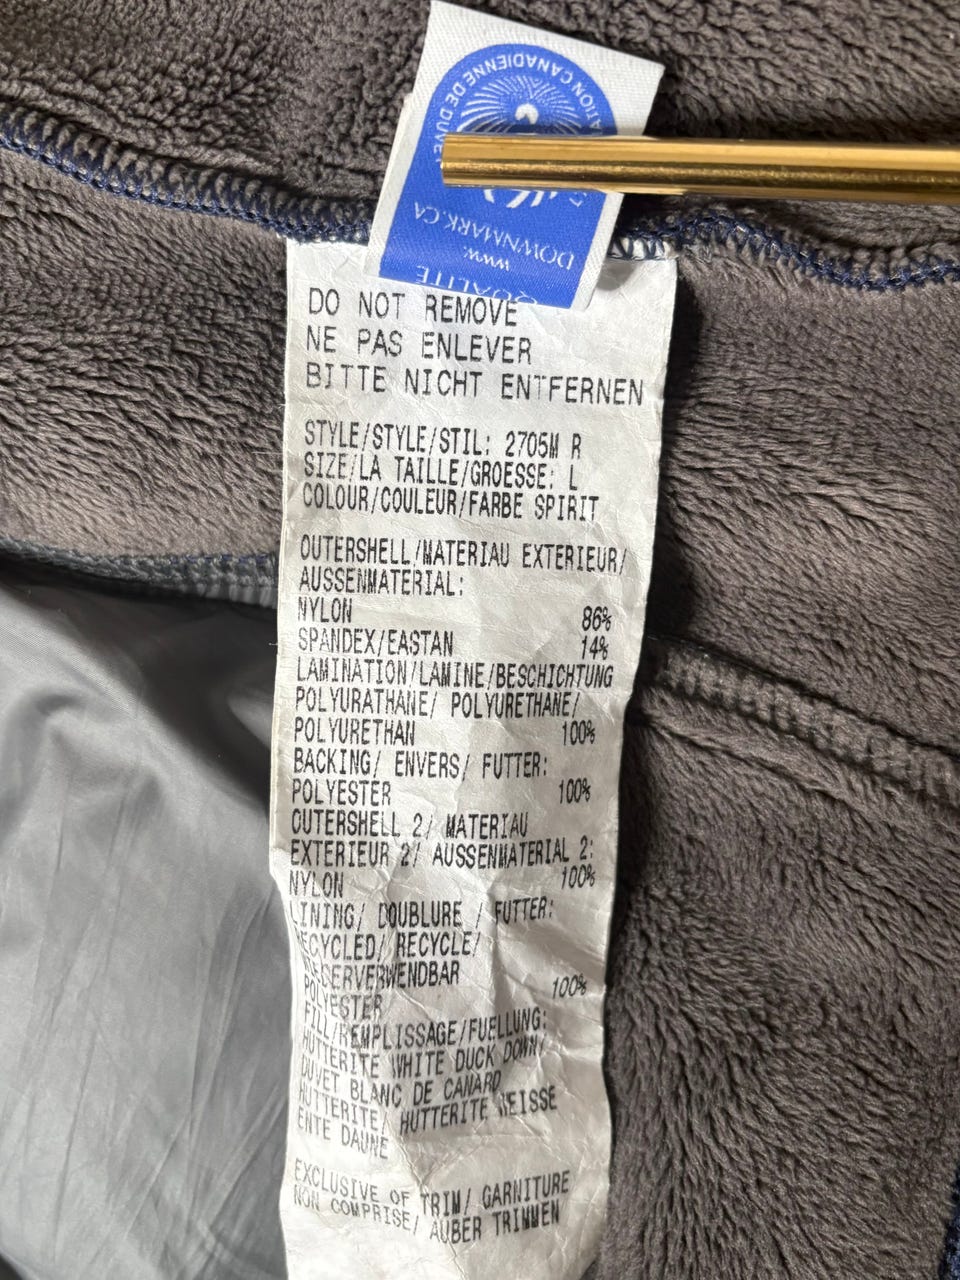 DOWNMARK.CA
www.
QUALITÉ
DO NOT REMOVE
NE PAS ENLEVER
BITTE NICHT ENTFERNEN
STYLE/STYLE/STIL: 2705M R
SIZE/LA TAILLE/GROESSE: L
COLOUR/COULEUR/FARBE SPIRIT
OUTERSHELL/MATERIAU EXTERIEUR/
AUSSENMATERIAL:
NYLON 86%
SPANDEX/EASTAN 14%
LAMINATION/LAMINE/BESCHICHTUNG
POLYURATHANE/ POLYURETHANE/
POLYURETHAN 100%
BACKING/ ENVERS/ FUTTER:
POLYESTER 100%
OUTERSHELL 2/ MATERIAU
EXTERIEUR 2/ AUSSENMATERIAL 2:
NYLON 100%
LINING/ DOUBLURE / FUTTER:
RECYCLED/ RECYCLE/
WIEDERVERWENDBAR
POLYESTER 100%
FILL/REMPLISSAGE/FUELLUNG:
HUTTERITE WHITE DUCK DOWN/
DUVET BLANC DE CANARD
HUTTERITE/ HUTTERITE WEISSE
ENTE DAUNE
EXCLUSIVE OF TRIM/ GARNITURE
NON COMPRISE/ AUBER TRIMMEN